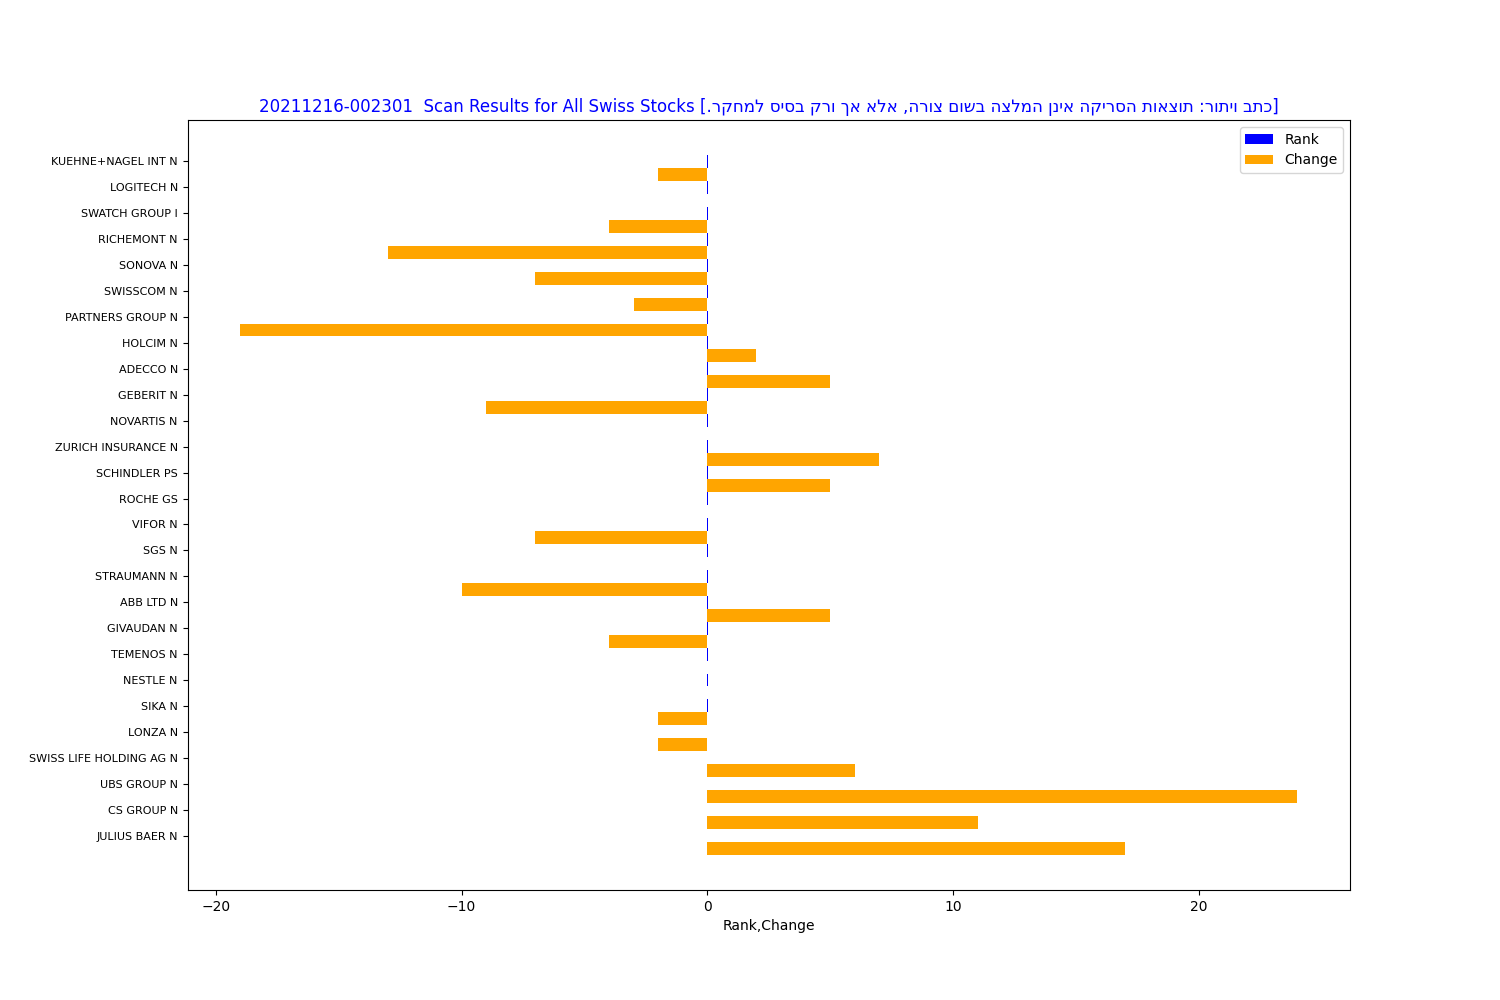 20211216-002301  Scan Results for All Swiss Stocks [כתב ויתור: תוצאות הסריקה אינן המלצה בשום צורה, אלא אך ורק בסיס למחקר.]
Rank
Change
KUEHNE+NAGEL INT N
LOGITECH N
SWATCH GROUP I
RICHEMONT N
SONOVA N
SWISSCOM N
PARTNERS GROUP N
HOLCIM N
ADECCO N
GEBERIT N
NOVARTIS N
ZURICH INSURANCE N
SCHINDLER PS
ROCHE GS
VIFOR N
SGS N
STRAUMANN N
ABB LTD N
GIVAUDAN N
TEMENOS N
NESTLE N
SIKA N
LONZA N
SWISS LIFE HOLDING AG N
UBS GROUP N
CS GROUP N
JULIUS BAER N
−20 −10 0 10 20
Rank,Change